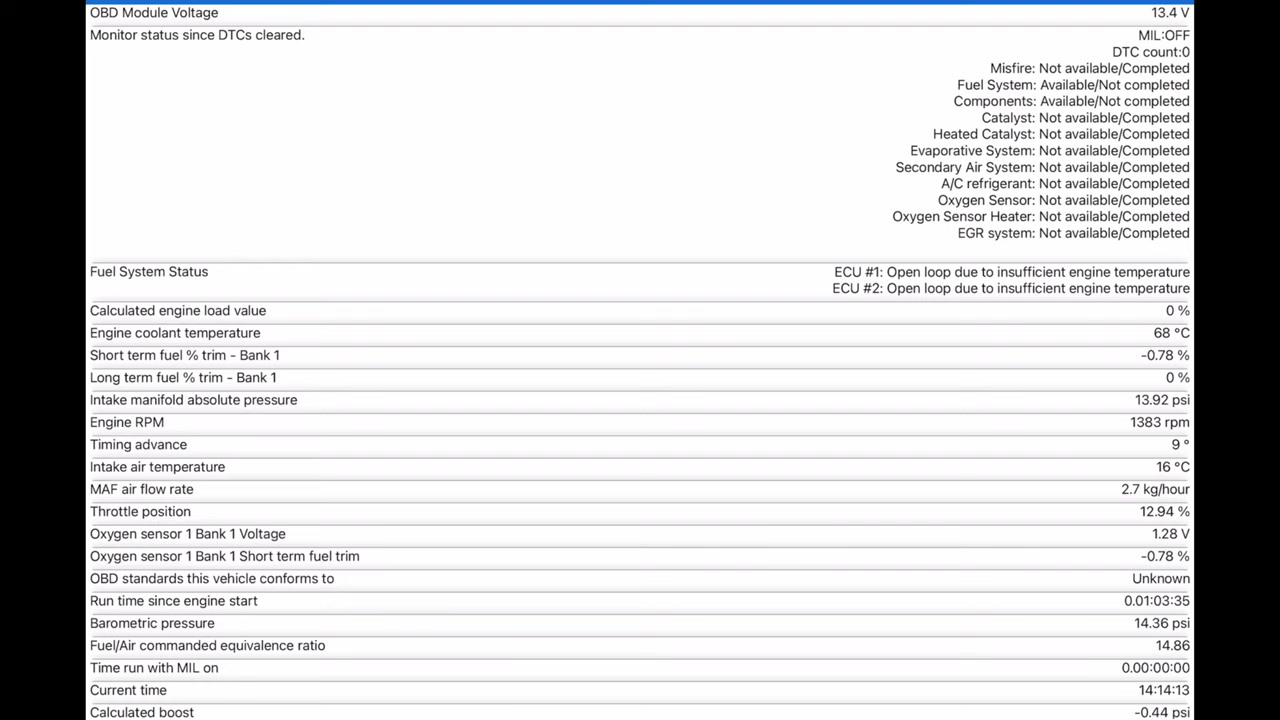 OBD Module Voltage 13.4 V
Monitor status since DTCs cleared. MIL:OFF
DTC count:0
Misfire: Not available/Completed
Fuel System: Available/Not completed
Components: Available/Not completed
Catalyst: Not available/Completed
Heated Catalyst: Not available/Completed
Evaporative System: Not available/Completed
Secondary Air System: Not available/Completed
A/C refrigerant: Not available/Completed
Oxygen Sensor: Not available/Completed
Oxygen Sensor Heater: Not available/Completed
EGR system: Not available/Completed
Fuel System Status ECU #1: Open loop due to insufficient engine temperature
ECU #2: Open loop due to insufficient engine temperature
Calculated engine load value 0 %
Engine coolant temperature 68 °C
Short term fuel % trim - Bank 1 -0.78 %
Long term fuel % trim - Bank 1 0 %
Intake manifold absolute pressure 13.92 psi
Engine RPM 1383 rpm
Timing advance 9 °
Intake air temperature 16 °C
MAF air flow rate 2.7 kg/hour
Throttle position 12.94 %
Oxygen sensor 1 Bank 1 Voltage 1.28 V
Oxygen sensor 1 Bank 1 Short term fuel trim -0.78 %
OBD standards this vehicle conforms to Unknown
Run time since engine start 0.01:03:35
Barometric pressure 14.36 psi
Fuel/Air commanded equivalence ratio 14.86
Time run with MIL on 0.00:00:00
Current time 14:14:13
Calculated boost -0.44 psi